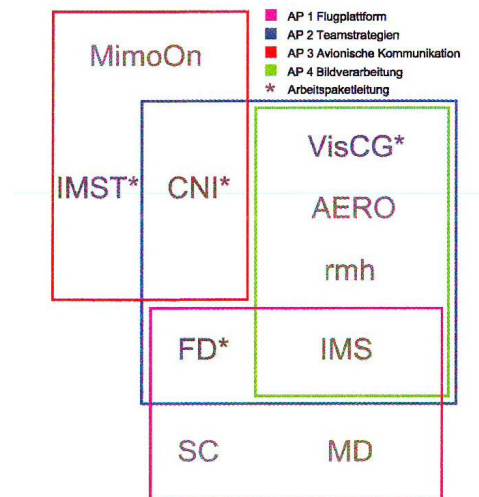 AP 1 Flugplattform
AP 2 Teamstrategien
AP 3 Avionische Kommunikation
AP 4 Bildverarbeitung
* Arbeitspaketleitung
MimoOn
VisCG*
IMST* CNI*
AERO
rmh
FD* IMS
SC MD